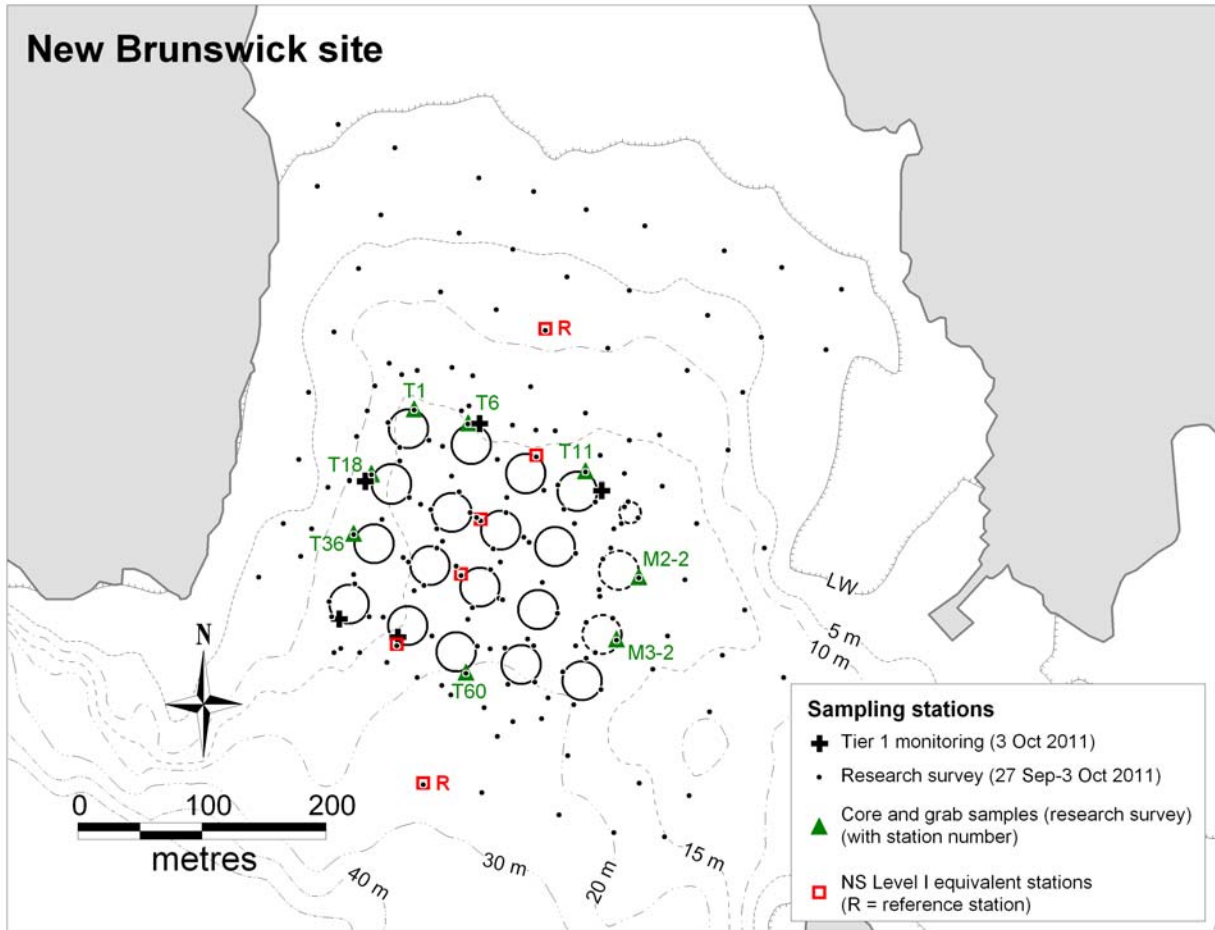 New Brunswick site
R
T1
T6
T11
T18
T36
M2-2
LW
M3-2
5 m
10 m
T60
N
R
0 100 200
metres
40 m
30 m
20 m
15 m
Sampling stations
Tier 1 monitoring (3 Oct 2011)
Research survey (27 Sep-3 Oct 2011)
Core and grab samples (research survey)
(with station number)
NS Level I equivalent stations
(R = reference station)